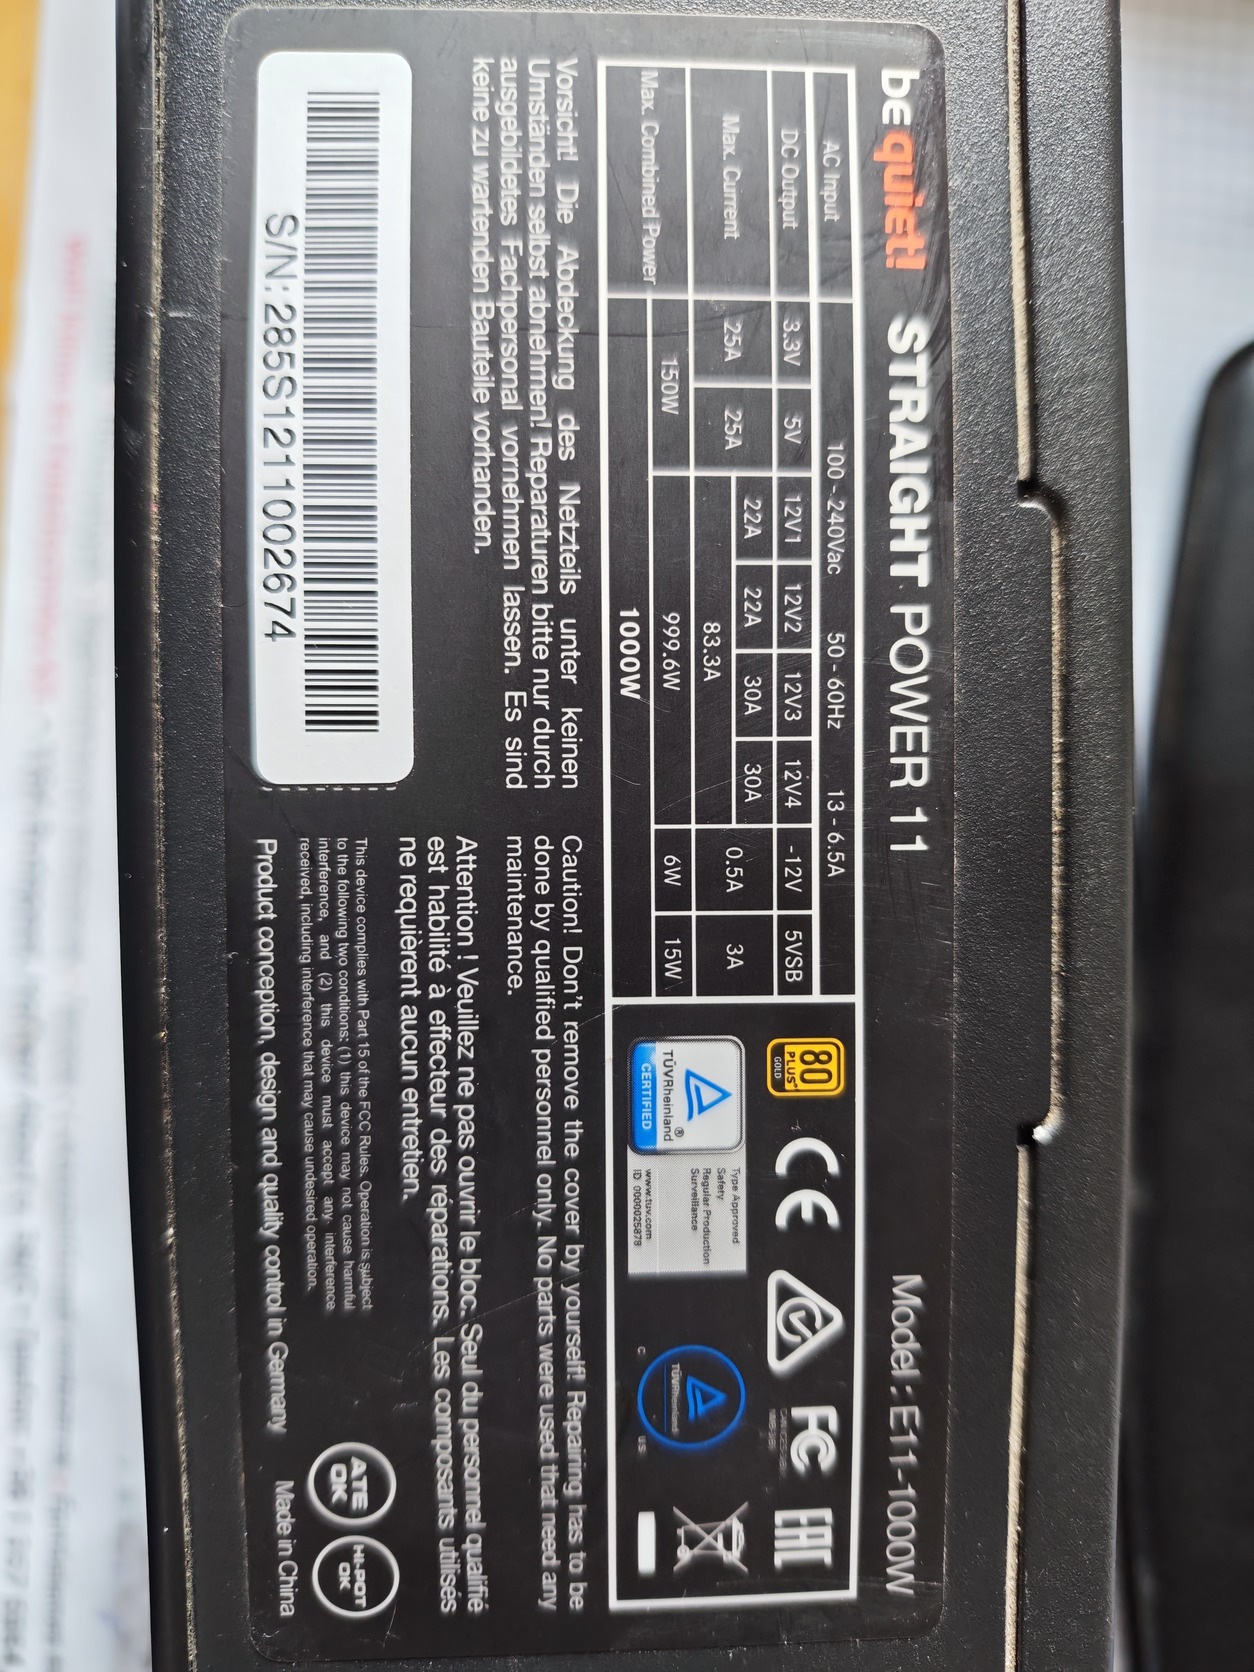 be quiet! STRAIGHT POWER 11 Model : E11-1000W
AC Input 100 - 240Vac 50 - 60Hz 13 - 6.5A
DC Output 3.3V 5V 12V1 12V2 12V3 12V4 -12V 5VSB
Max. Current 25A 25A 22A 22A 30A 30A 0.5A 3A
83.3A
Max. Combined Power 150W 999.6W 6W 15W
1000W
80
PLUS
GOLD
CE
FC
EAC
TÜVRheinland®
CERTIFIED
Type Approved
Safety
Regular Production
Surveillance
www.tuv.com
ID 0000025878
TÜVRheinland
C US
Vorsicht! Die Abdeckung des Netzteils unter keinen
Umständen selbst abnehmen! Reparaturen bitte nur durch
ausgebildetes Fachpersonal vornehmen lassen. Es sind
keine zu wartenden Bauteile vorhanden.
Caution! Don't remove the cover by yourself! Repairing has to be
done by qualified personnel only. No parts were used that need any
maintenance.
Attention ! Veuillez ne pas ouvrir le bloc. Seul du personnel qualifié
est habilité à effectuer des réparations. Les composants utilisés
ne requièrent aucun entretien.
S/N: 285S1211002674
This device complies with Part 15 of the FCC Rules. Operation is subject
to the following two conditions: (1) this device may not cause harmful
interference, and (2) this device must accept any interference
received, including interference that may cause undesired operation.
Product conception, design and quality control in Germany
ATE
OK
HI-POT
OK
Made in China